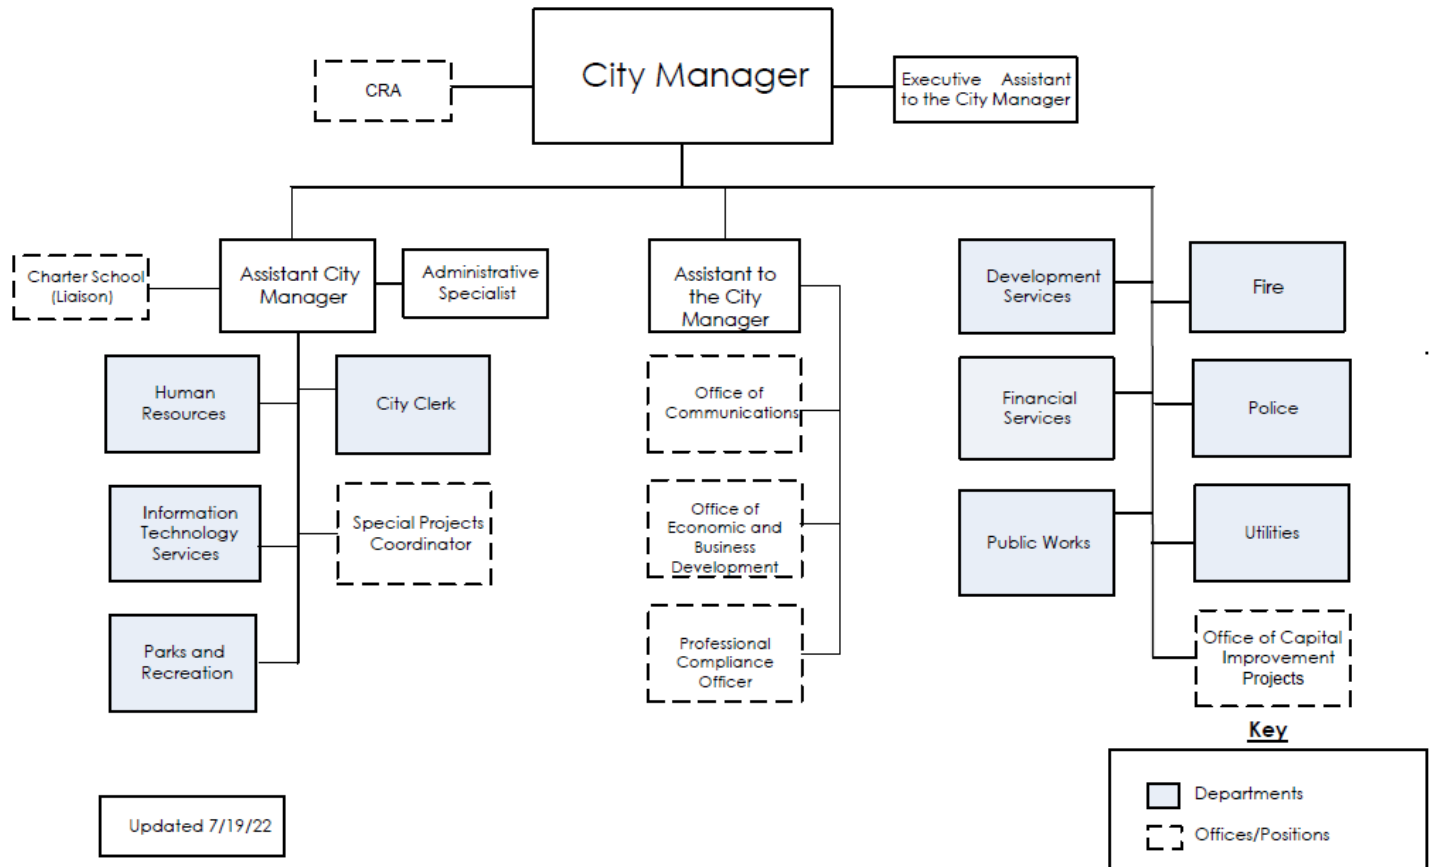 City Manager
CRA
Executive Assistant
to the City Manager
Charter School
(Liaison)
Assistant City
Manager
Administrative
Specialist
Assistant to
the City
Manager
Development
Services
Fire
Human
Resources
City Clerk
Office of
Communications
Financial
Services
Police
Information
Technology
Services
Special Projects
Coordinator
Office of
Economic and
Business
Development
Public Works
Utilities
Parks and
Recreation
Professional
Compliance
Officer
Office of Capital
Improvement
Projects
Key
Departments
Offices/Positions
Updated 7/19/22